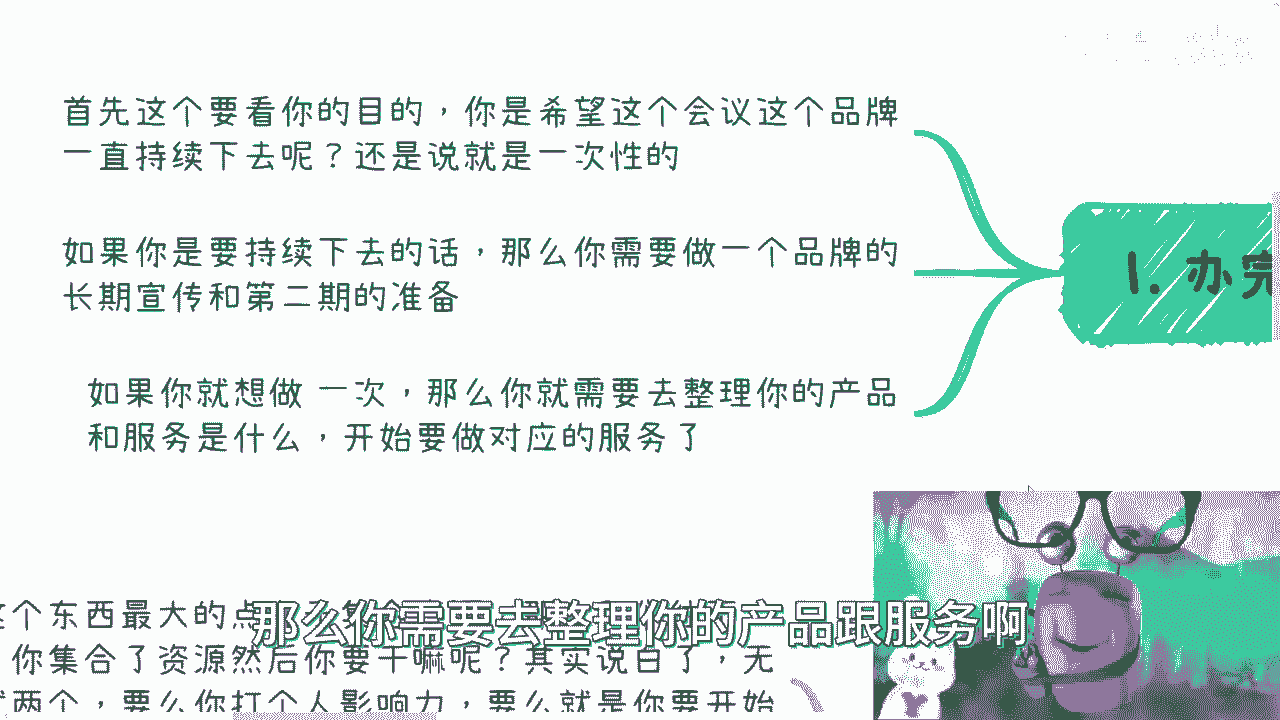 首先这个要看你的目的，你是希望这个会议这个品牌
一直持续下去呢？还是说就是一次性的
1. 办完
如果你是要持续下去的话，那么你需要做一个品牌的
长期宣传和第二期的准备
如果你就想做 一次，那么你就需要去整理你的产品
和服务是什么，开始要做对应的服务了
个东西最大的点
那么你需要去整理你的产品跟服务啊
你集合了资源然后你要干嘛呢？其实说白了，无
两个，要么你打个人影响力，要么就是你要开始